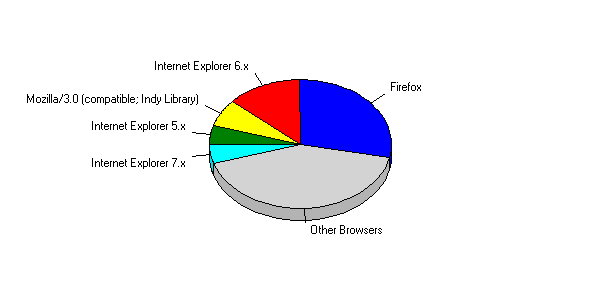 Internet Explorer 6.x
Firefox
Mozilla/3.0 (compatible; Indy Library)
Internet Explorer 5.x
Internet Explorer 7.x
Other Browsers